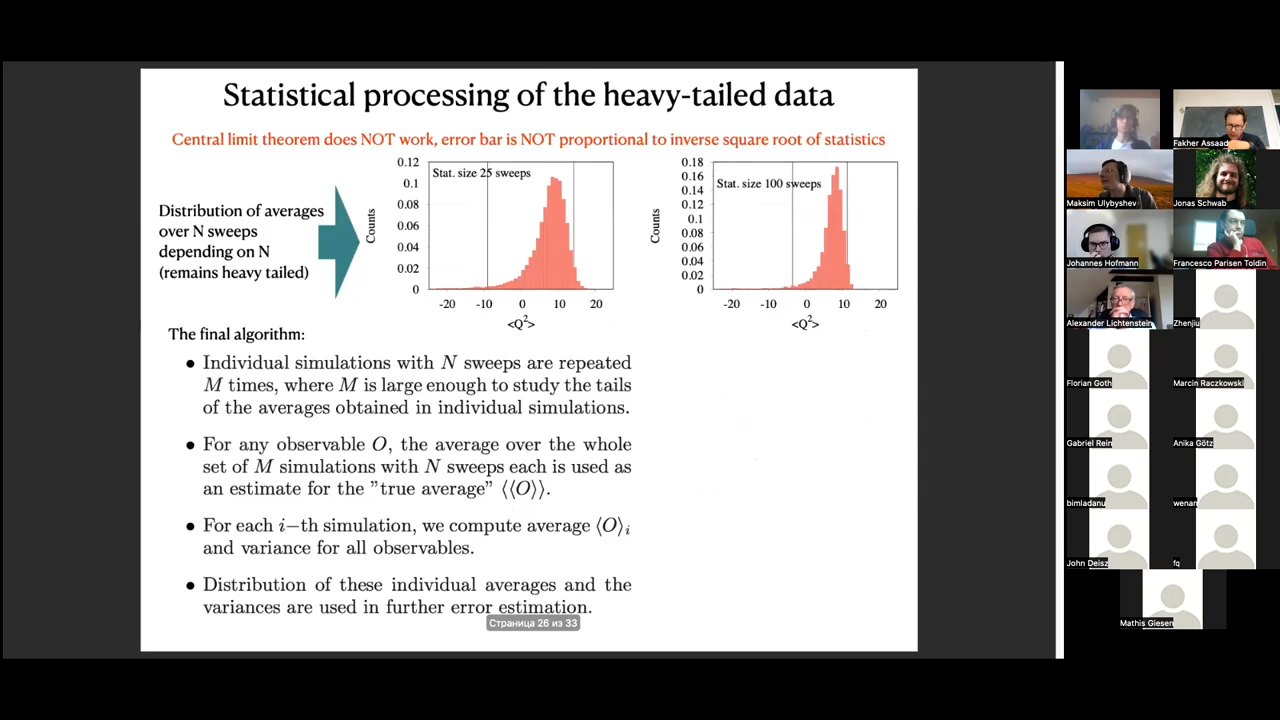 Statistical processing of the heavy-tailed data
Central limit theorem does NOT work, error bar is NOT proportional to inverse square root of statistics
Distribution of averages
over N sweeps
depending on N
(remains heavy tailed)
Stat. size 25 sweeps
Counts
0.12
0.1
0.08
0.06
0.04
0.02
0
-20 -10 0 10 20
<Q²>
Stat. size 100 sweeps
Counts
0.18
0.16
0.14
0.12
0.1
0.08
0.06
0.04
0.02
0
-20 -10 0 10 20
<Q²>
The final algorithm:
• Individual simulations with N sweeps are repeated
M times, where M is large enough to study the tails
of the averages obtained in individual simulations.
• For any observable O, the average over the whole
set of M simulations with N sweeps each is used as
an estimate for the ”true average” ⟨⟨O⟩⟩.
• For each i−th simulation, we compute average ⟨O⟩ᵢ
and variance for all observables.
• Distribution of these individual averages and the
variances are used in further error estimation.
Страница 26 из 33
Fakher Assaad
Maksim Ulybyshev
Jonas Schwab
Johannes Hofmann
Francesco Parisen Toldin
Alexander Lichtenstein
Zhenjiu
Florian Goth
Marcin Raczkowski
Gabriel Rein
Anika Götz
bimladanu
wenan
John Deisz
fq
Mathis Giesen